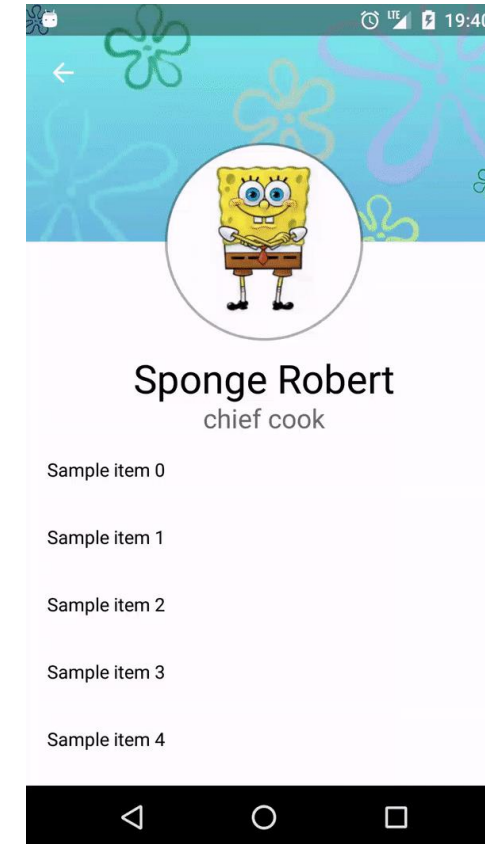 LTE 19:40
Sponge Robert
chief cook
Sample item 0
Sample item 1
Sample item 2
Sample item 3
Sample item 4